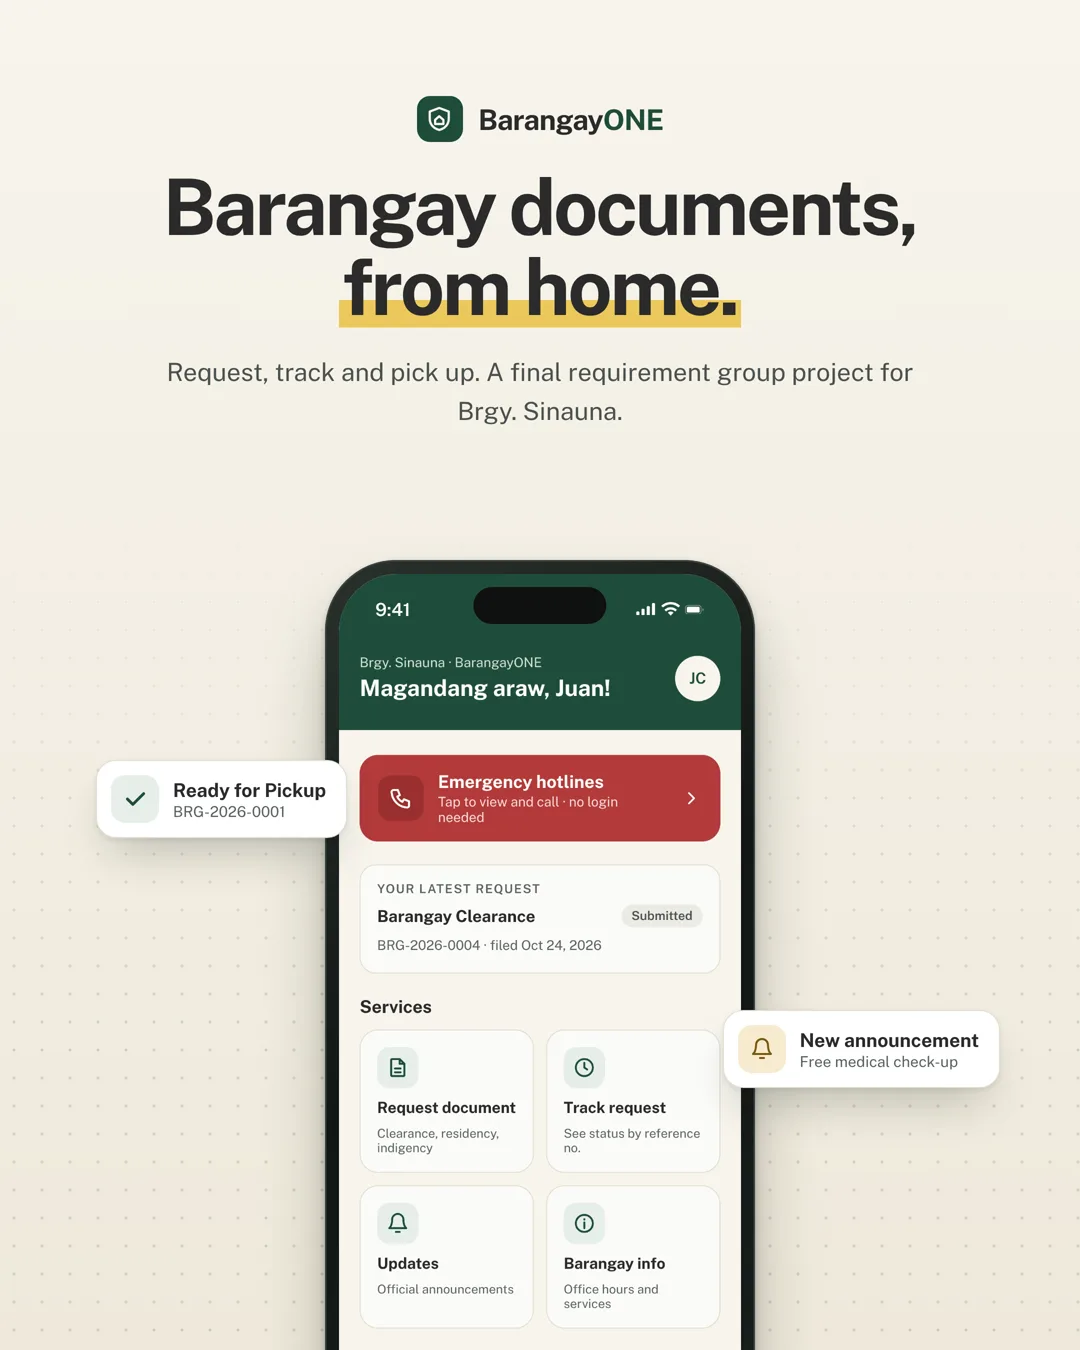 BarangayONE
Barangay documents,
from home.
Request, track and pick up. A final requirement group project for
Brgy. Sinauna.
9:41
Brgy. Sinauna · BarangayONE
Magandang araw, Juan!
JC
Ready for Pickup
BRG-2026-0001
Emergency hotlines
Tap to view and call · no login
needed
YOUR LATEST REQUEST
Barangay Clearance
Submitted
BRG-2026-0004 · filed Oct 24, 2026
Services
Request document
Clearance, residency,
indigency
Track request
See status by reference
no.
New announcement
Free medical check-up
Updates
Official announcements
Barangay info
Office hours and
services